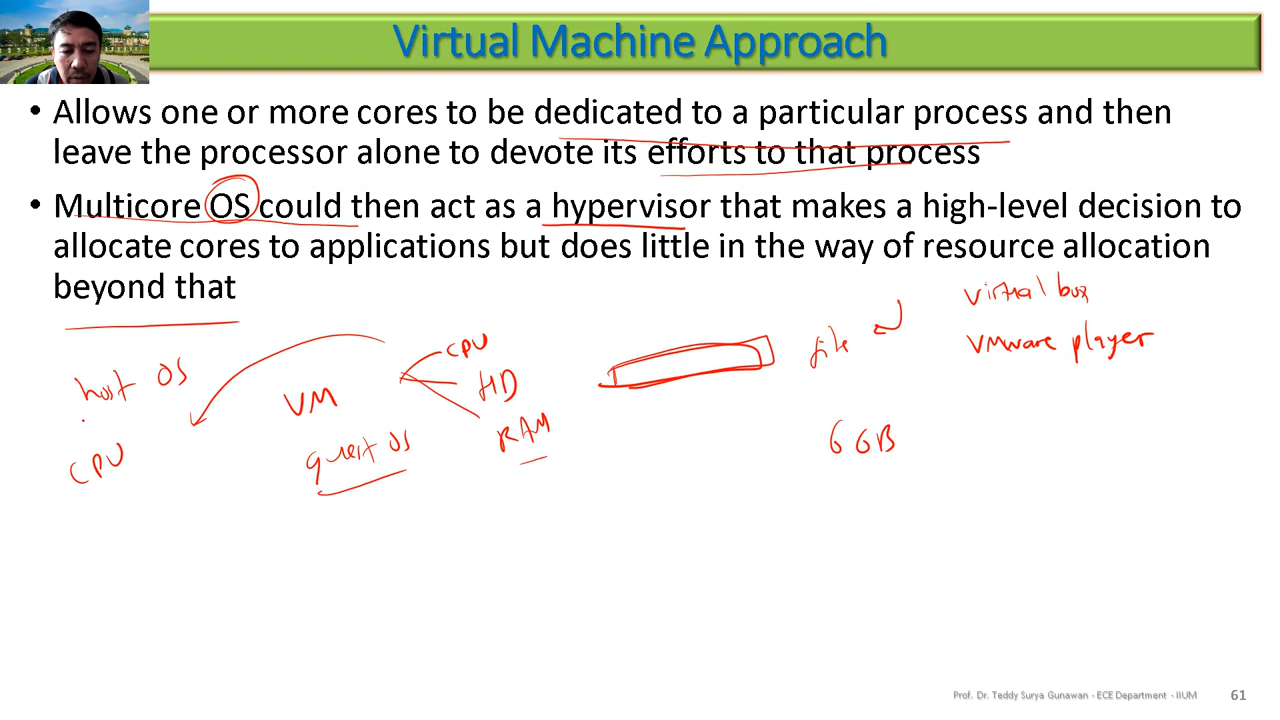 Virtual Machine Approach
• Allows one or more cores to be dedicated to a particular process and then
leave the processor alone to devote its efforts to that process
• Multicore OS could then act as a hypervisor that makes a high-level decision to
allocate cores to applications but does little in the way of resource allocation
beyond that
virtual box
VMware player
file
CPU
HD
RAM
host OS
VM
guest OS
CPU
6 GB
Prof. Dr. Teddy Surya Gunawan - ECE Department - IIUM 61